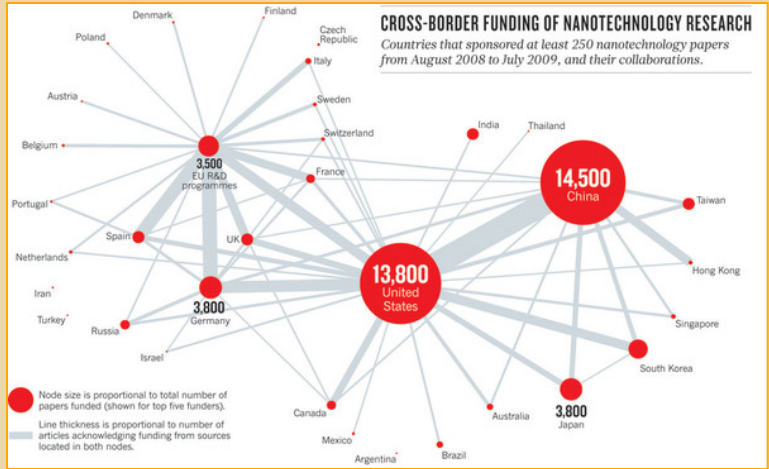 CROSS-BORDER FUNDING OF NANOTECHNOLOGY RESEARCH
Countries that sponsored at least 250 nanotechnology papers
from August 2008 to July 2009, and their collaborations.
Denmark
Finland
Poland
Czech
Republic
Italy
Austria
Sweden
Belgium
Switzerland
3,500
EU R&D
programmes
France
India
Thailand
14,500
China
Taiwan
Portugal
Spain
UK
Netherlands
13,800
United
States
Hong Kong
Iran
3,800
Germany
Turkey
Russia
Singapore
Israel
South Korea
Node size is proportional to total number of
papers funded (shown for top five funders).
Line thickness is proportional to number of
articles acknowledging funding from sources
located in both nodes.
Canada
Australia
3,800
Japan
Mexico
Argentina
Brazil